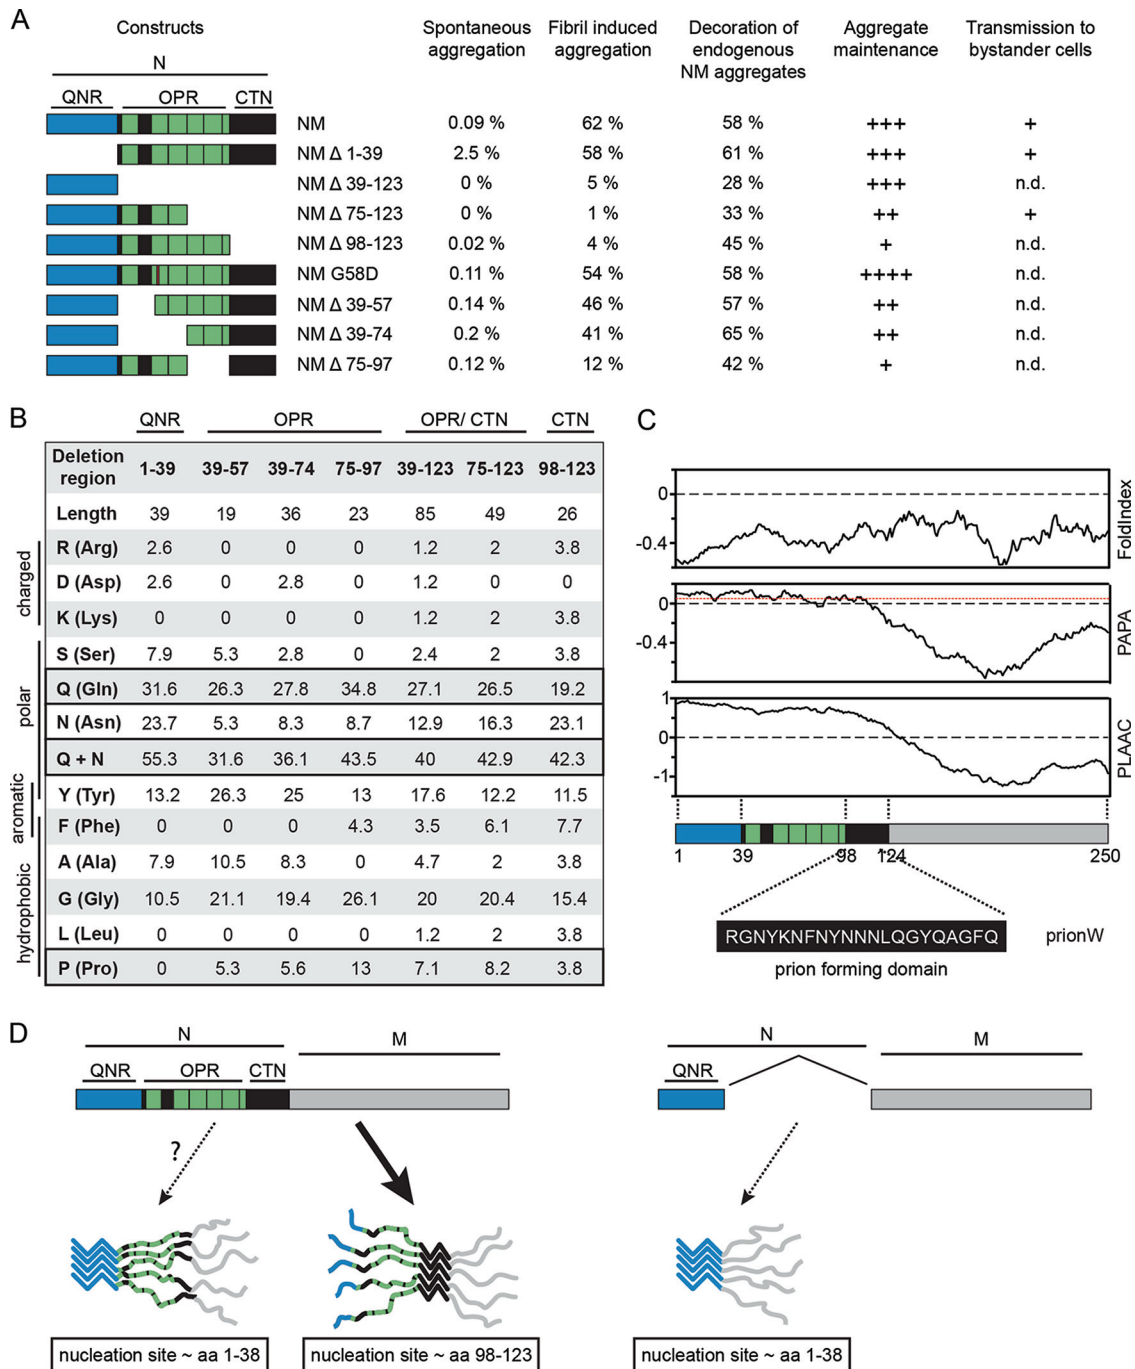 A
Constructs
Spontaneous aggregation
Fibril induced aggregation
Decoration of endogenous NM aggregates
Aggregate maintenance
Transmission to bystander cells
N
QNR OPR CTN
NM 0.09 % 62 % 58 % +++ +
NM Δ 1-39 2.5 % 58 % 61 % +++ +
NM Δ 39-123 0 % 5 % 28 % +++ n.d.
NM Δ 75-123 0 % 1 % 33 % ++ +
NM Δ 98-123 0.02 % 4 % 45 % + n.d.
NM G58D 0.11 % 54 % 58 % ++++ n.d.
NM Δ 39-57 0.14 % 46 % 57 % ++ n.d.
NM Δ 39-74 0.2 % 41 % 65 % ++ n.d.
NM Δ 75-97 0.12 % 12 % 42 % + n.d.
B
QNR OPR OPR/ CTN CTN
Deletion region 1-39 39-57 39-74 75-97 39-123 75-123 98-123
Length 39 19 36 23 85 49 26
charged
R (Arg) 2.6 0 0 0 1.2 2 3.8
D (Asp) 2.6 0 2.8 0 1.2 0 0
K (Lys) 0 0 0 0 1.2 2 3.8
polar
S (Ser) 7.9 5.3 2.8 0 2.4 2 3.8
Q (Gln) 31.6 26.3 27.8 34.8 27.1 26.5 19.2
N (Asn) 23.7 5.3 8.3 8.7 12.9 16.3 23.1
Q + N 55.3 31.6 36.1 43.5 40 42.9 42.3
aromatic
Y (Tyr) 13.2 26.3 25 13 17.6 12.2 11.5
F (Phe) 0 0 0 4.3 3.5 6.1 7.7
hydrophobic
A (Ala) 7.9 10.5 8.3 0 4.7 2 3.8
G (Gly) 10.5 21.1 19.4 26.1 20 20.4 15.4
L (Leu) 0 0 0 0 1.2 2 3.8
P (Pro) 0 5.3 5.6 13 7.1 8.2 3.8
C
0
-0.4
FoldIndex
0
-0.4
PAPA
1
0
-1
PLAAC
1 39 98 124 250
RGNYKNFNYNNNLQGYQAGFQ prionW
prion forming domain
D
N M
QNR OPR CTN
?
nucleation site ~ aa 1-38
nucleation site ~ aa 98-123
N M
QNR
nucleation site ~ aa 1-38